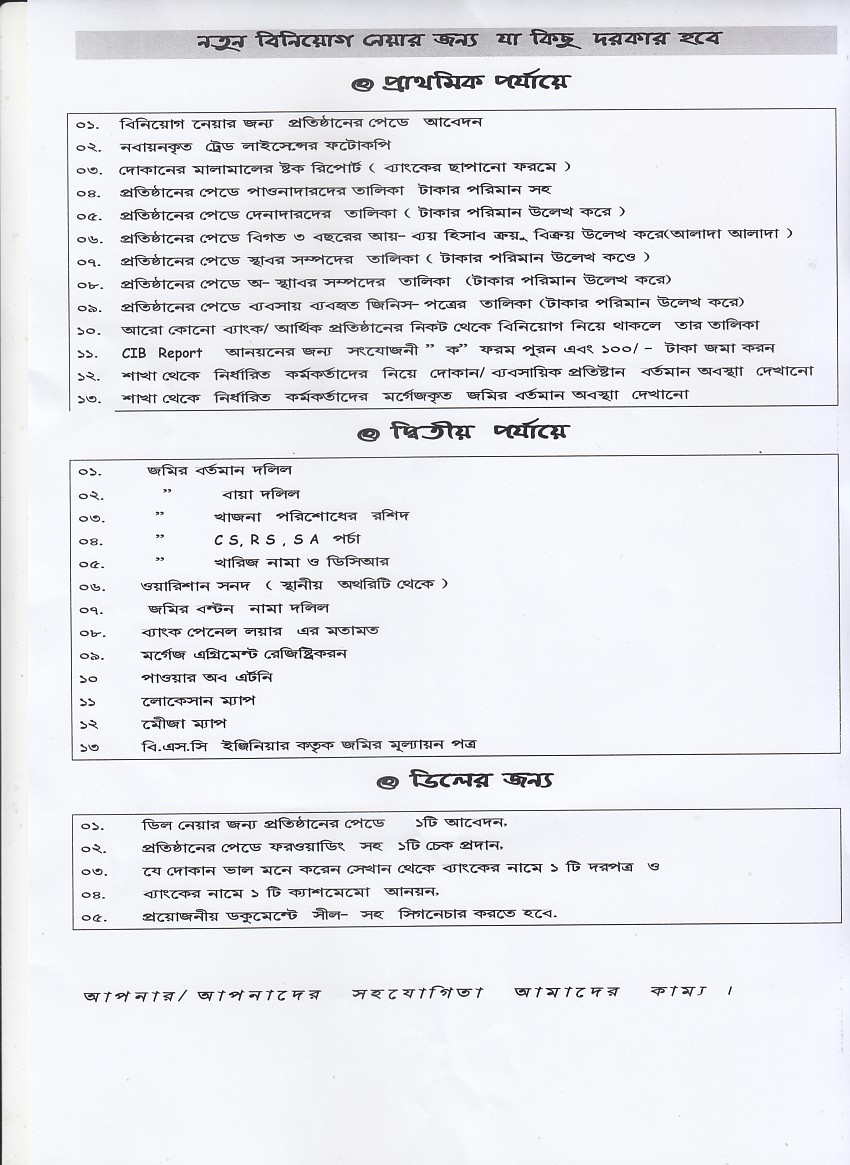 নতুন বিনিয়োগ নেয়ার জন্য যা কিছু দরকার হবে
প্রাথমিক পর্যায়ে
০১. বিনিয়োগ নেয়ার জন্য প্রতিষ্ঠানের পেডে আবেদন
০২. নবায়নকৃত ট্রেড লাইসেন্সের ফটোকপি
০৩. দোকানের মালামালের ষ্টক রিপোর্ট ( ব্যাংকের ছাপানো ফরমে )
০৪. প্রতিষ্ঠানের পেডে পাওনাদারদের তালিকা টাকার পরিমান সহ
০৫. প্রতিষ্ঠানের পেডে দেনাদারদের তালিকা ( টাকার পরিমান উলেখ করে )
০৬. প্রতিষ্ঠানের পেডে বিগত ৩ বছরের আয়- ব্যয় হিসাব ক্রয়, বিক্রয় উলেখ করে(আলাদা আলাদা )
০৭. প্রতিষ্ঠানের পেডে স্থাবর সম্পদের তালিকা ( টাকার পরিমান উলেখ কওে )
০৮. প্রতিষ্ঠানের পেডে অ- স্থাাবর সম্পদের তালিকা (টাকার পরিমান উলেখ করে)
০৯. প্রতিষ্ঠানের পেডে ব্যবসায় ব্যবহৃত জিনিস- পত্রের তালিকা (টাকার পরিমান উলেখ করে)
১০. আরো কোনো ব্যাংক/ আর্থিক প্রতিষ্ঠানের নিকট থেকে বিনিয়োগ নিয়ে থাকলে তার তালিকা
১১. CIB Report আনয়নের জন্য সংযোজনী ” ক” ফরম পুরন এবং ১০০/- টাকা জমা করন
১২. শাখা থেকে নির্ধারিত কর্মকর্তাদের নিয়ে দোকান/ ব্যবসায়িক প্রতিষ্টান বর্তমান অবস্থাা দেখানো
১৩. শাখা থেকে নির্ধারিত কর্মকর্তাদের মর্গেজকৃত জমির বর্তমান অবস্থাা দেখানো
দ্বিতীয় পর্যায়ে
০১. জমির বর্তমান দলিল
০২. ” বায়া দলিল
০৩. ” খাজনা পরিশোধের রশিদ
০৪. ” C S, R S , S A পর্চা
০৫. ” খারিজ নামা ও ডিসিআর
০৬. ওয়ারিশান সনদ ( স্থানীয় অথরিটি থেকে )
০৭. জমির বন্টন নামা দলিল
০৮. ব্যাংক পেনেল লয়ার এর মতামত
০৯. মর্গেজ এগ্রিমেন্ট রেজিষ্ট্রিকরন
১০ পাওয়ার অব এর্টনি
১১ লোকেসান ম্যাপ
১২ মৌজা ম্যাপ
১৩ বি.এস.সি ইঞ্জিনিয়ার কতৃক জমির মূল্যায়ন পত্র
ডিলের জন্য
০১. ডিল নেয়ার জন্য প্রতিষ্ঠানের পেডে ১টি আবেদন,
০২. প্রতিষ্ঠানের পেডে ফরওয়াডিং সহ ১টি চেক প্রদান,
০৩. যে দোকান ভাল মনে করেন সেখান থেকে ব্যাংকের নামে ১ টি দরপত্র ও
০৪. ব্যাংকের নামে ১ টি ক্যাশমেমো আনয়ন,
০৫. প্রয়োজনীয় ডকুমেন্টে সীল- সহ সিগনেচার করতে হবে.
আপনার/ আপনাদের সহযোগিতা আমাদের কাম্য ।